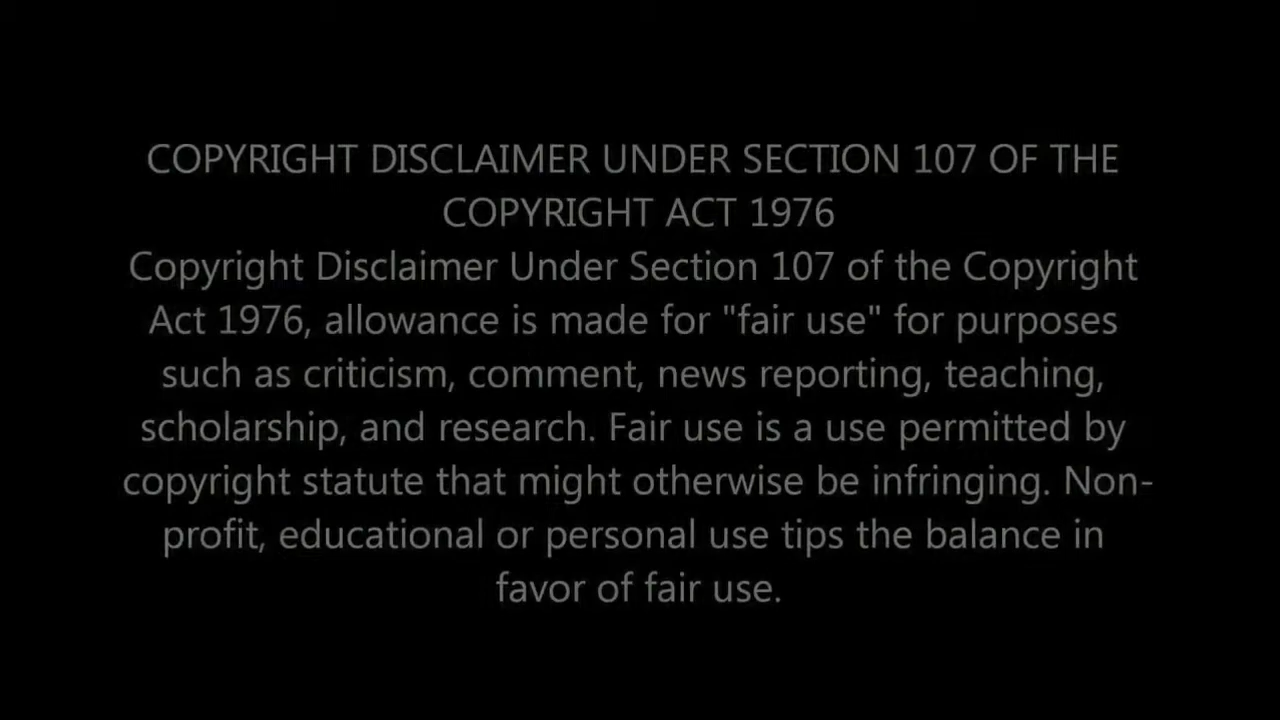 COPYRIGHT DISCLAIMER UNDER SECTION 107 OF THE
COPYRIGHT ACT 1976
Copyright Disclaimer Under Section 107 of the Copyright
Act 1976, allowance is made for "fair use" for purposes
such as criticism, comment, news reporting, teaching,
scholarship, and research. Fair use is a use permitted by
copyright statute that might otherwise be infringing. Non-
profit, educational or personal use tips the balance in
favor of fair use.